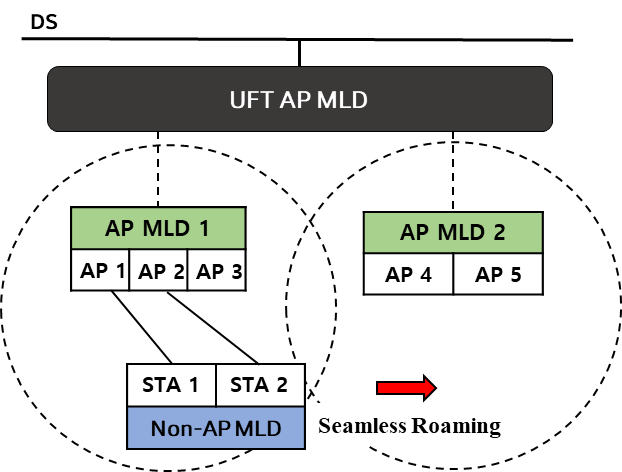 DS
UFT AP MLD
AP MLD 1
AP 1 AP 2 AP 3
AP MLD 2
AP 4 AP 5
STA 1 STA 2
Non-AP MLD
Seamless Roaming